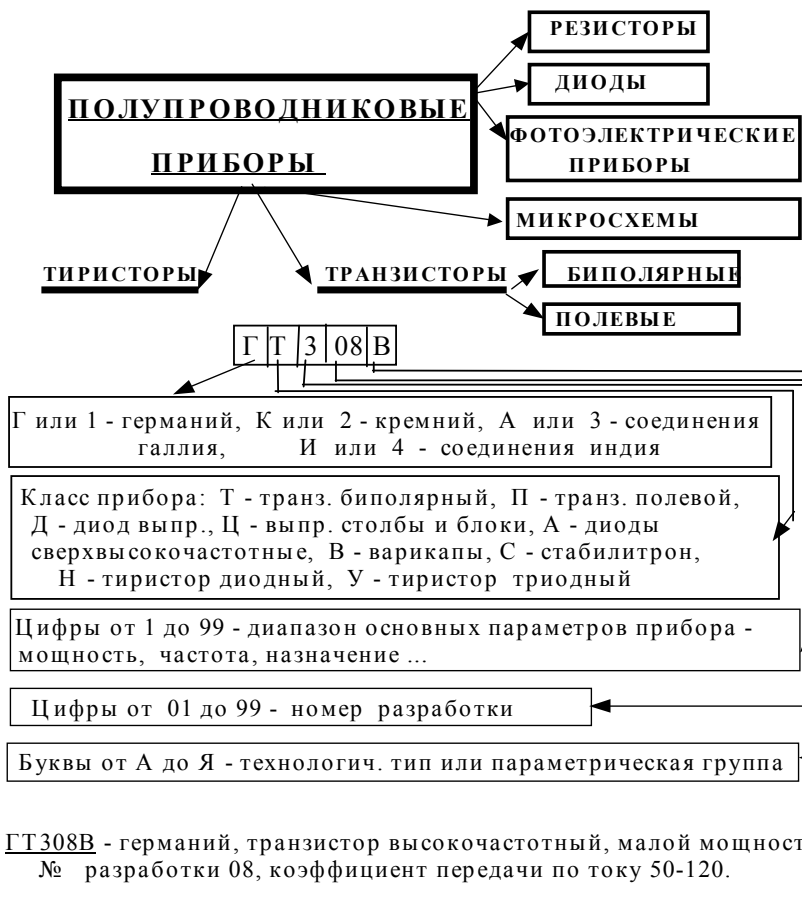 РЕЗИСТОРЫ
ДИОДЫ
ПОЛУПРОВОДНИКОВЫЕ
ПРИБОРЫ
ФОТОЭЛЕКТРИЧЕСКИЕ
ПРИБОРЫ
МИКРОСХЕМЫ
ТИРИСТОРЫ
ТРАНЗИСТОРЫ
БИПОЛЯРНЫЕ
ПОЛЕВЫЕ
Г Т 3 08 В
Г или 1 - германий, К или 2 - кремний, А или 3 - соединения
галлия, И или 4 - соединения индия
Класс прибора: Т - транз. биполярный, П - транз. полевой,
Д - диод выпр., Ц - выпр. столбы и блоки, А - диоды
сверхвысокочастотные, В - варикапы, С - стабилитрон,
Н - тиристор диодный, У - тиристор триодный
Цифры от 1 до 99 - диапазон основных параметров прибора -
мощность, частота, назначение ...
Цифры от 01 до 99 - номер разработки
Буквы от А до Я - технологич. тип или параметрическая группа
ГТ308В - германий, транзистор высокочастотный, малой мощност
№ разработки 08, коэффициент передачи по току 50-120.